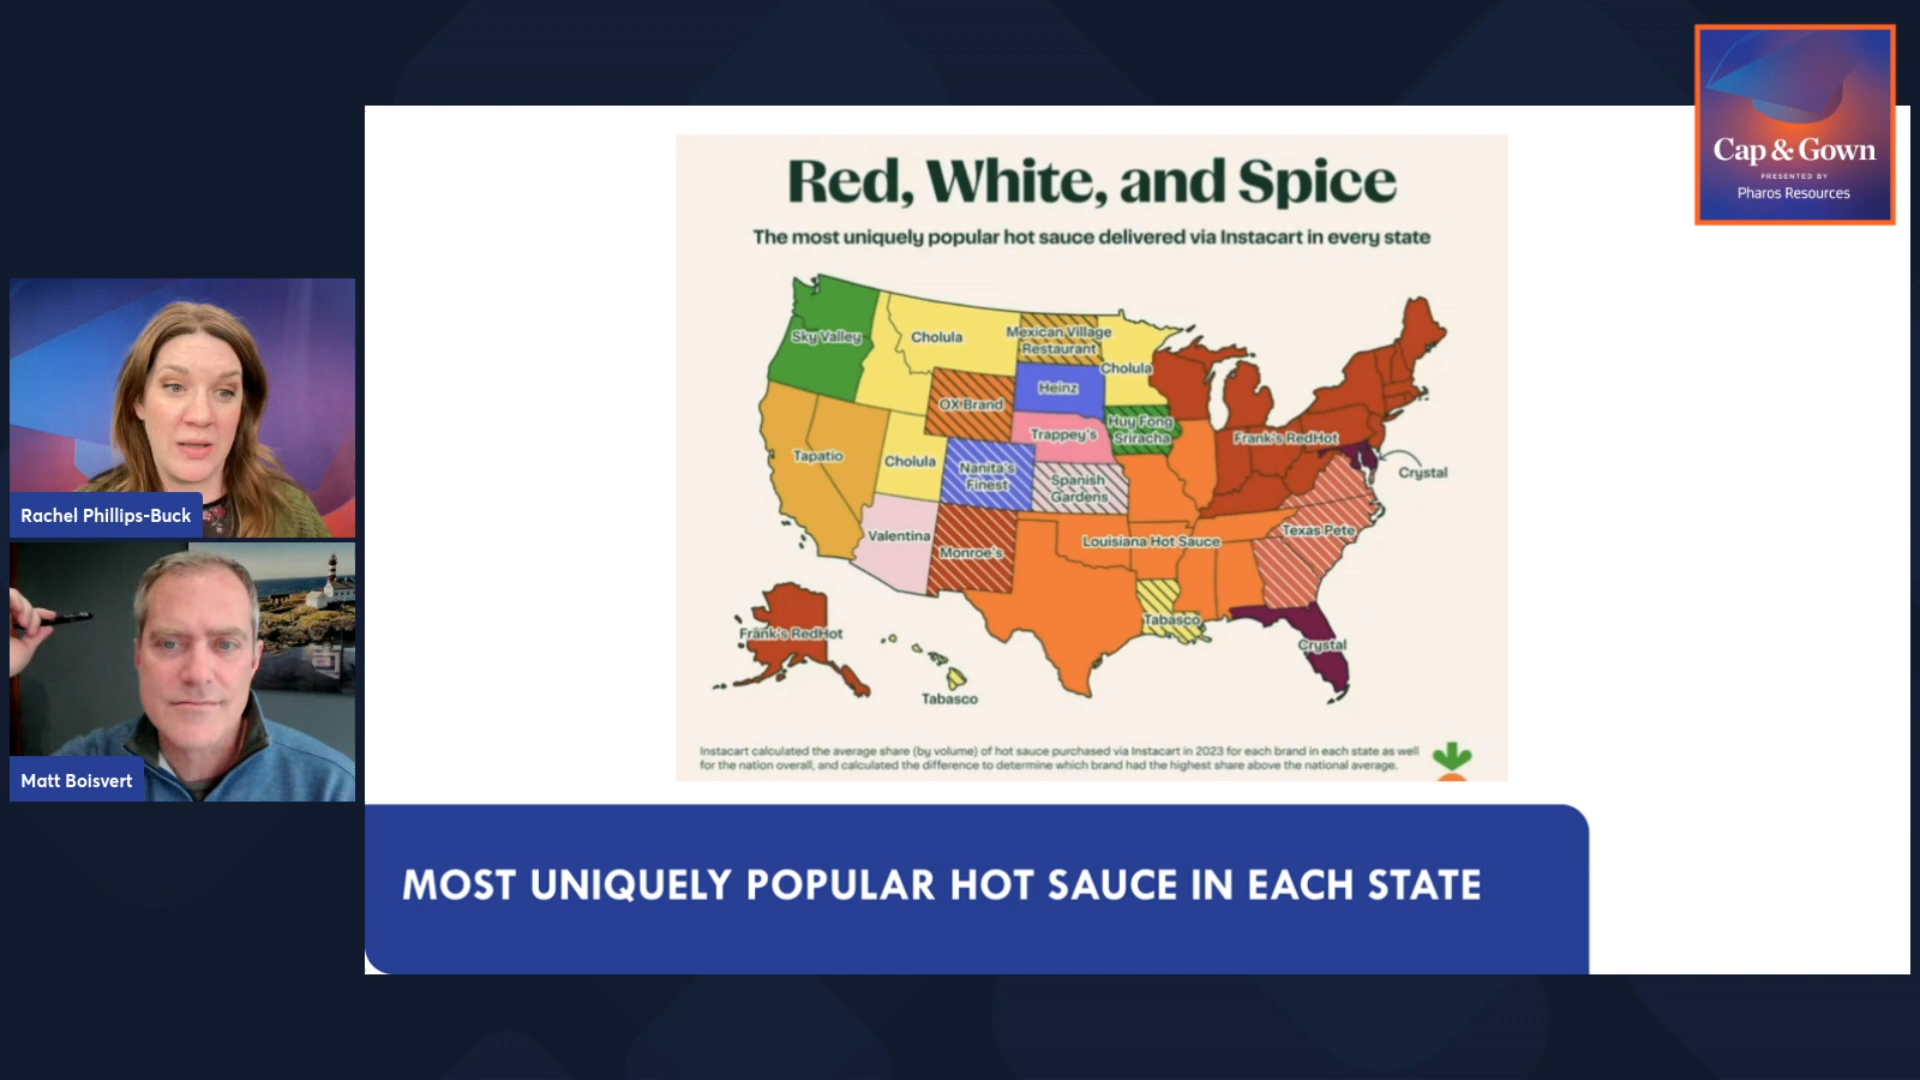 Cap & Gown
PRESENTED BY
Pharos Resources
Red, White, and Spice
The most uniquely popular hot sauce delivered via Instacart in every state
Sky Valley
Cholula
Mexican Village
Restaurant
Cholula
Heinz
OX Brand
Huy Fong
Sriracha
Trappey's
Frank's RedHot
Tapatio
Cholula
Nanita's
Finest
Spanish
Gardens
Crystal
Valentina
Monroe's
Louisiana Hot Sauce
Texas Pete
Tabasco
Frank's RedHot
Crystal
Tabasco
Instacart calculated the average share (by volume) of hot sauce purchased via Instacart in 2023 for each brand in each state as well
for the nation overall, and calculated the difference to determine which brand had the highest share above the national average.
Rachel Phillips-Buck
Matt Boisvert
MOST UNIQUELY POPULAR HOT SAUCE IN EACH STATE